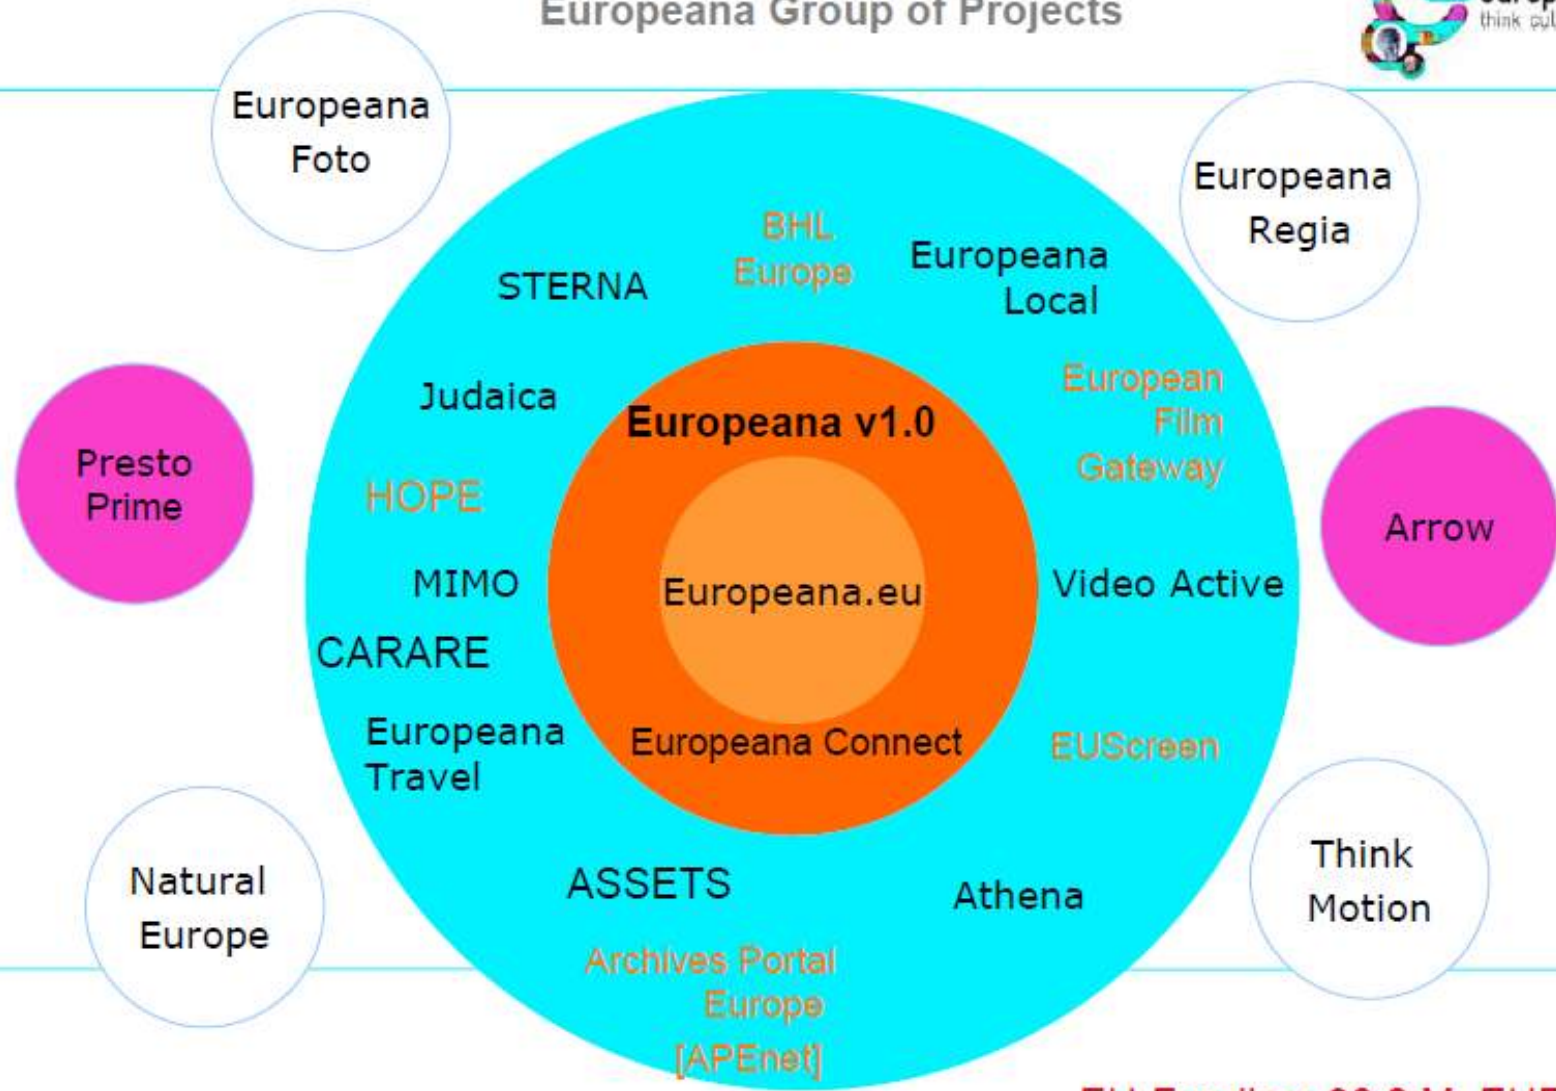 Europeana Group of Projects
think
Europeana
Foto
Europeana
Regia
BHL
Europe
Europeana
Local
STERNA
European
Film
Gateway
Judaica
Europeana v1.0
Presto
Prime
HOPE
Arrow
MIMO
Europeana.eu
Video Active
CARARE
Europeana
Travel
Europeana Connect
EUScreen
Think
Motion
Natural
Europe
ASSETS
Athena
Archives Portal
Europe
[APEnet]